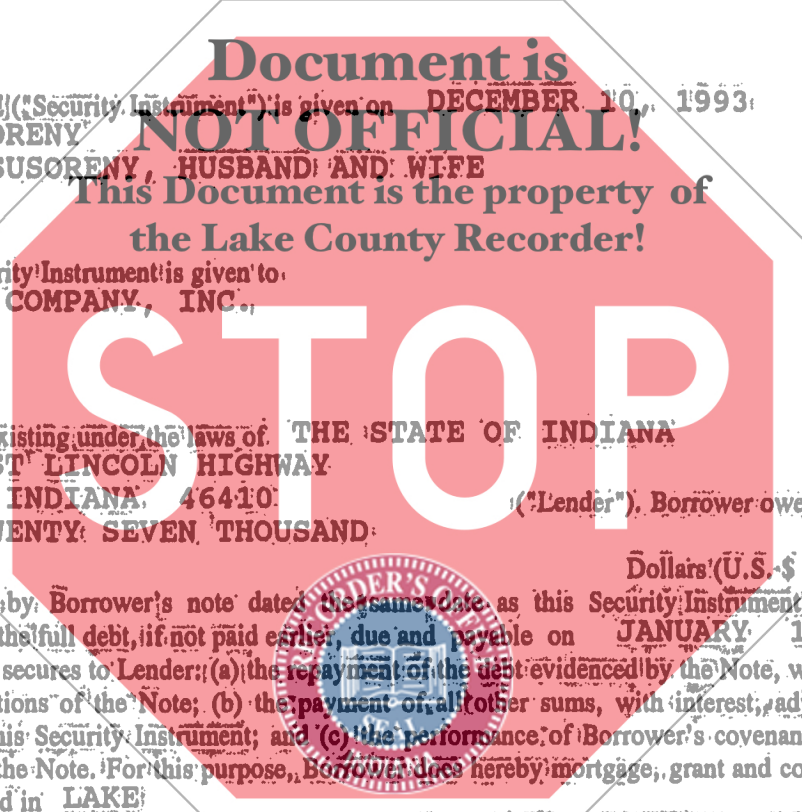 Document is
("Security Instrument") is given on DECEMBER 10, 1993
NOT OFFICIAL!
SUSORENY, HUSBAND AND WIFE
This Document is the property of
the Lake County Recorder!
Instrument is given to
COMPANY, INC.,
STOP
under the laws of THE STATE OF INDIANA
LINCOLN HIGHWAY
INDIANA 46410
("Lender"). Borrower
SEVEN THOUSAND
Dollars (U.S. $
by Borrower's note dated the same date as this Security Instrument
the full debt, if not paid earlier, due and payable on JANUARY 1
secures to Lender: (a) the repayment of the debt evidenced by the Note,
of the Note; (b) the payment of all other sums, with interest,
Security Instrument; and (c) the performance of Borrower's
the Note. For this purpose, Borrower does hereby mortgage, grant and
in LAKE
RECORDER'S OFFICE
SEAL
INDIANA